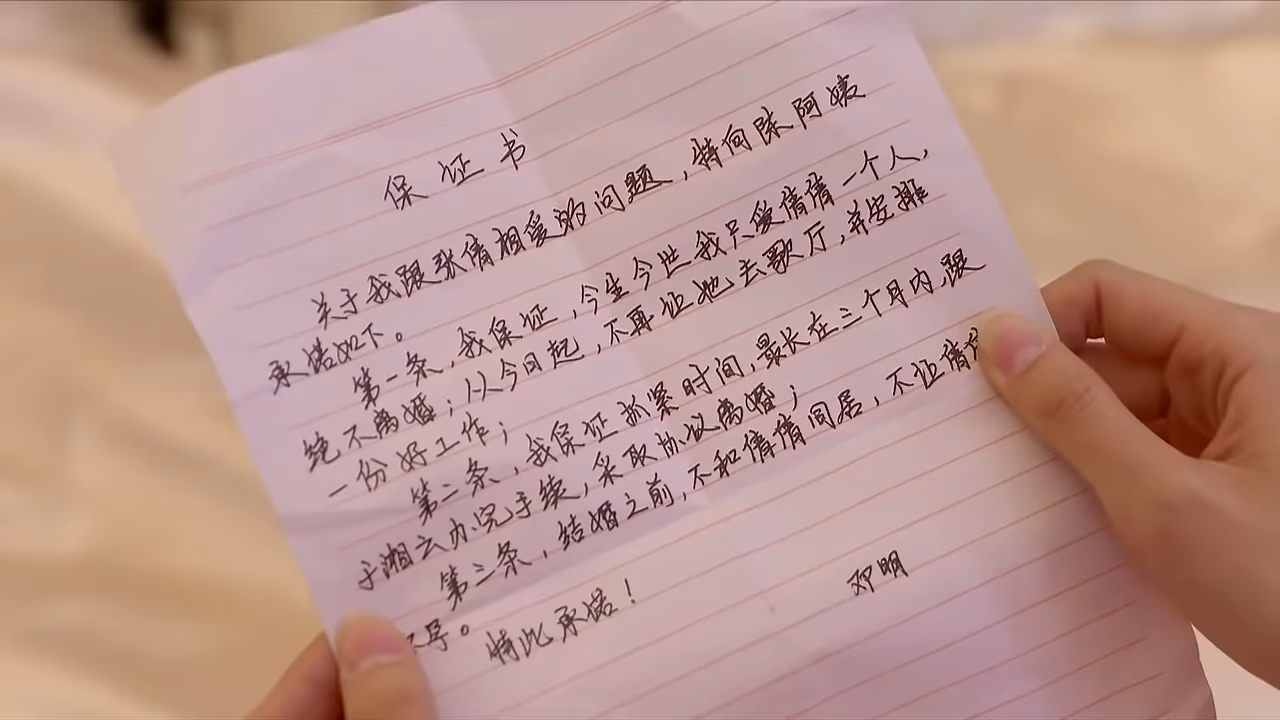 保证书
关于我跟张倩相爱的问题，特向陈阿姨
承诺如下。
第一条，我保证，今生今世我只爱倩倩一个人，
绝不离婚；从今日起，不再让她去歌厅，并安排
一份好工作；
第二条，我保证抓紧时间，最长在三个月内，跟
于湘云办完手续，采取协议离婚；
第三条，结婚之前，不和倩倩同居，不让倩倩
孕。
特此承诺！
邓明